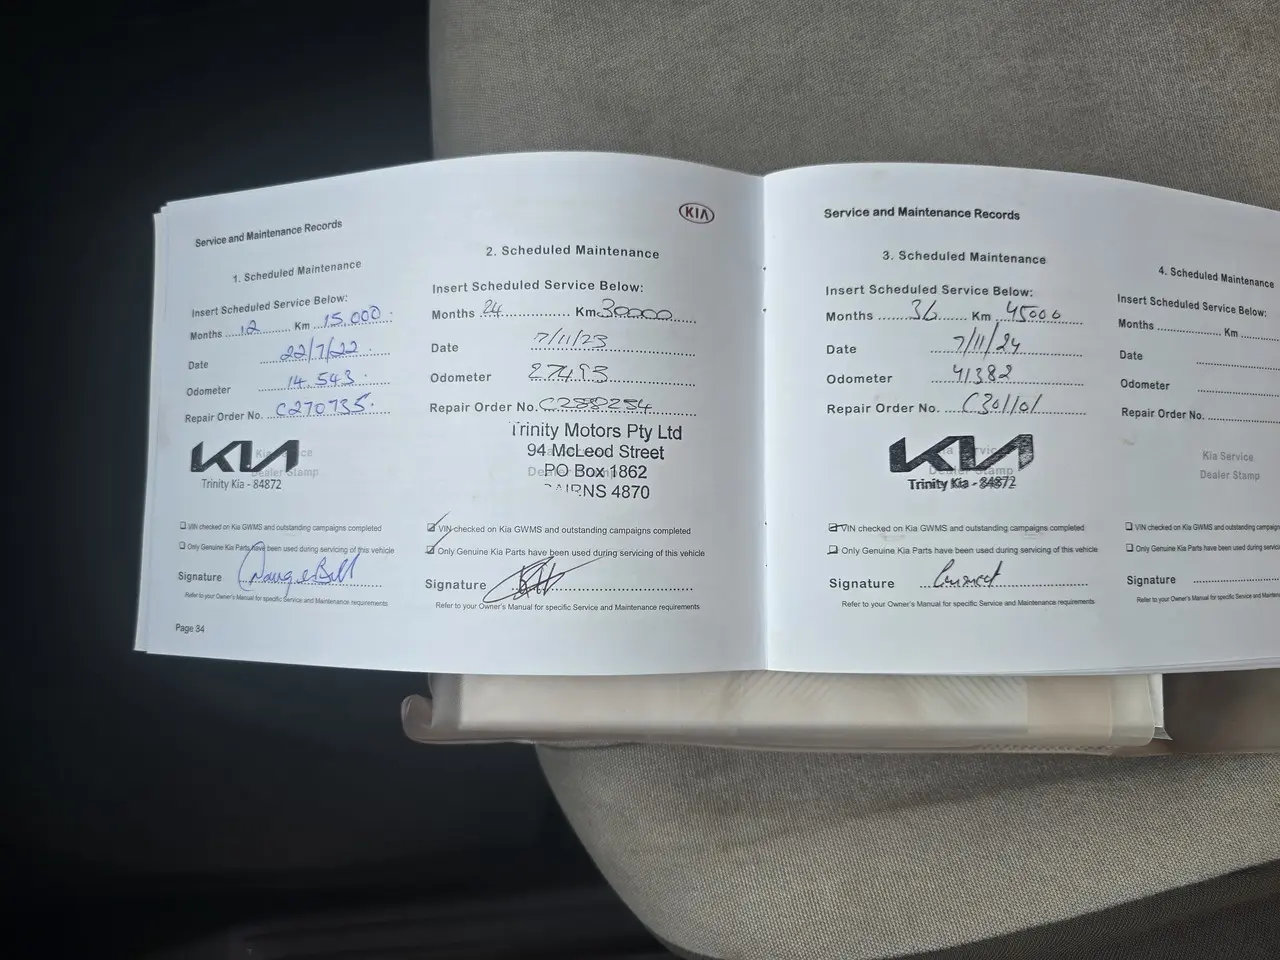 Service and Maintenance Records
1. Scheduled Maintenance
Insert Scheduled Service Below:
Months 12 Km 15,000
Date 22/7/22
Odometer 14,543
Repair Order No. C270735
KIA
Trinity Kia - 84872
VIN checked on Kia GWMS and outstanding campaigns completed
Only Genuine Kia Parts have been used during servicing of this vehicle
Signature
Refer to your Owner's Manual for specific Service and Maintenance requirements
Page 34
KIA
2. Scheduled Maintenance
Insert Scheduled Service Below:
Months 24 Km 30000
Date 7/11/23
Odometer 27493
Repair Order No. C288254
Trinity Motors Pty Ltd
94 McLeod Street
PO Box 1862
CAIRNS 4870
VIN checked on Kia GWMS and outstanding campaigns completed
Only Genuine Kia Parts have been used during servicing of this vehicle
Signature
Refer to your Owner's Manual for specific Service and Maintenance requirements
Service and Maintenance Records
3. Scheduled Maintenance
Insert Scheduled Service Below:
Months 36 Km 45000
Date 7/11/24
Odometer 41382
Repair Order No. C301101
KIA
Dealer Stamp
Trinity Kia - 84872
VIN checked on Kia GWMS and outstanding campaigns completed
Only Genuine Kia Parts have been used during servicing of this vehicle
Signature
Refer to your Owner's Manual for specific Service and Maintenance requirements
4. Scheduled Maintenance
Insert Scheduled Service Below:
Months Km
Date
Odometer
Repair Order No.
Kia Service
Dealer Stamp
VIN checked on Kia GWMS and outstanding
Only Genuine Kia Parts have been used during
Signature
Refer to your Owner's Manual for specific Service and